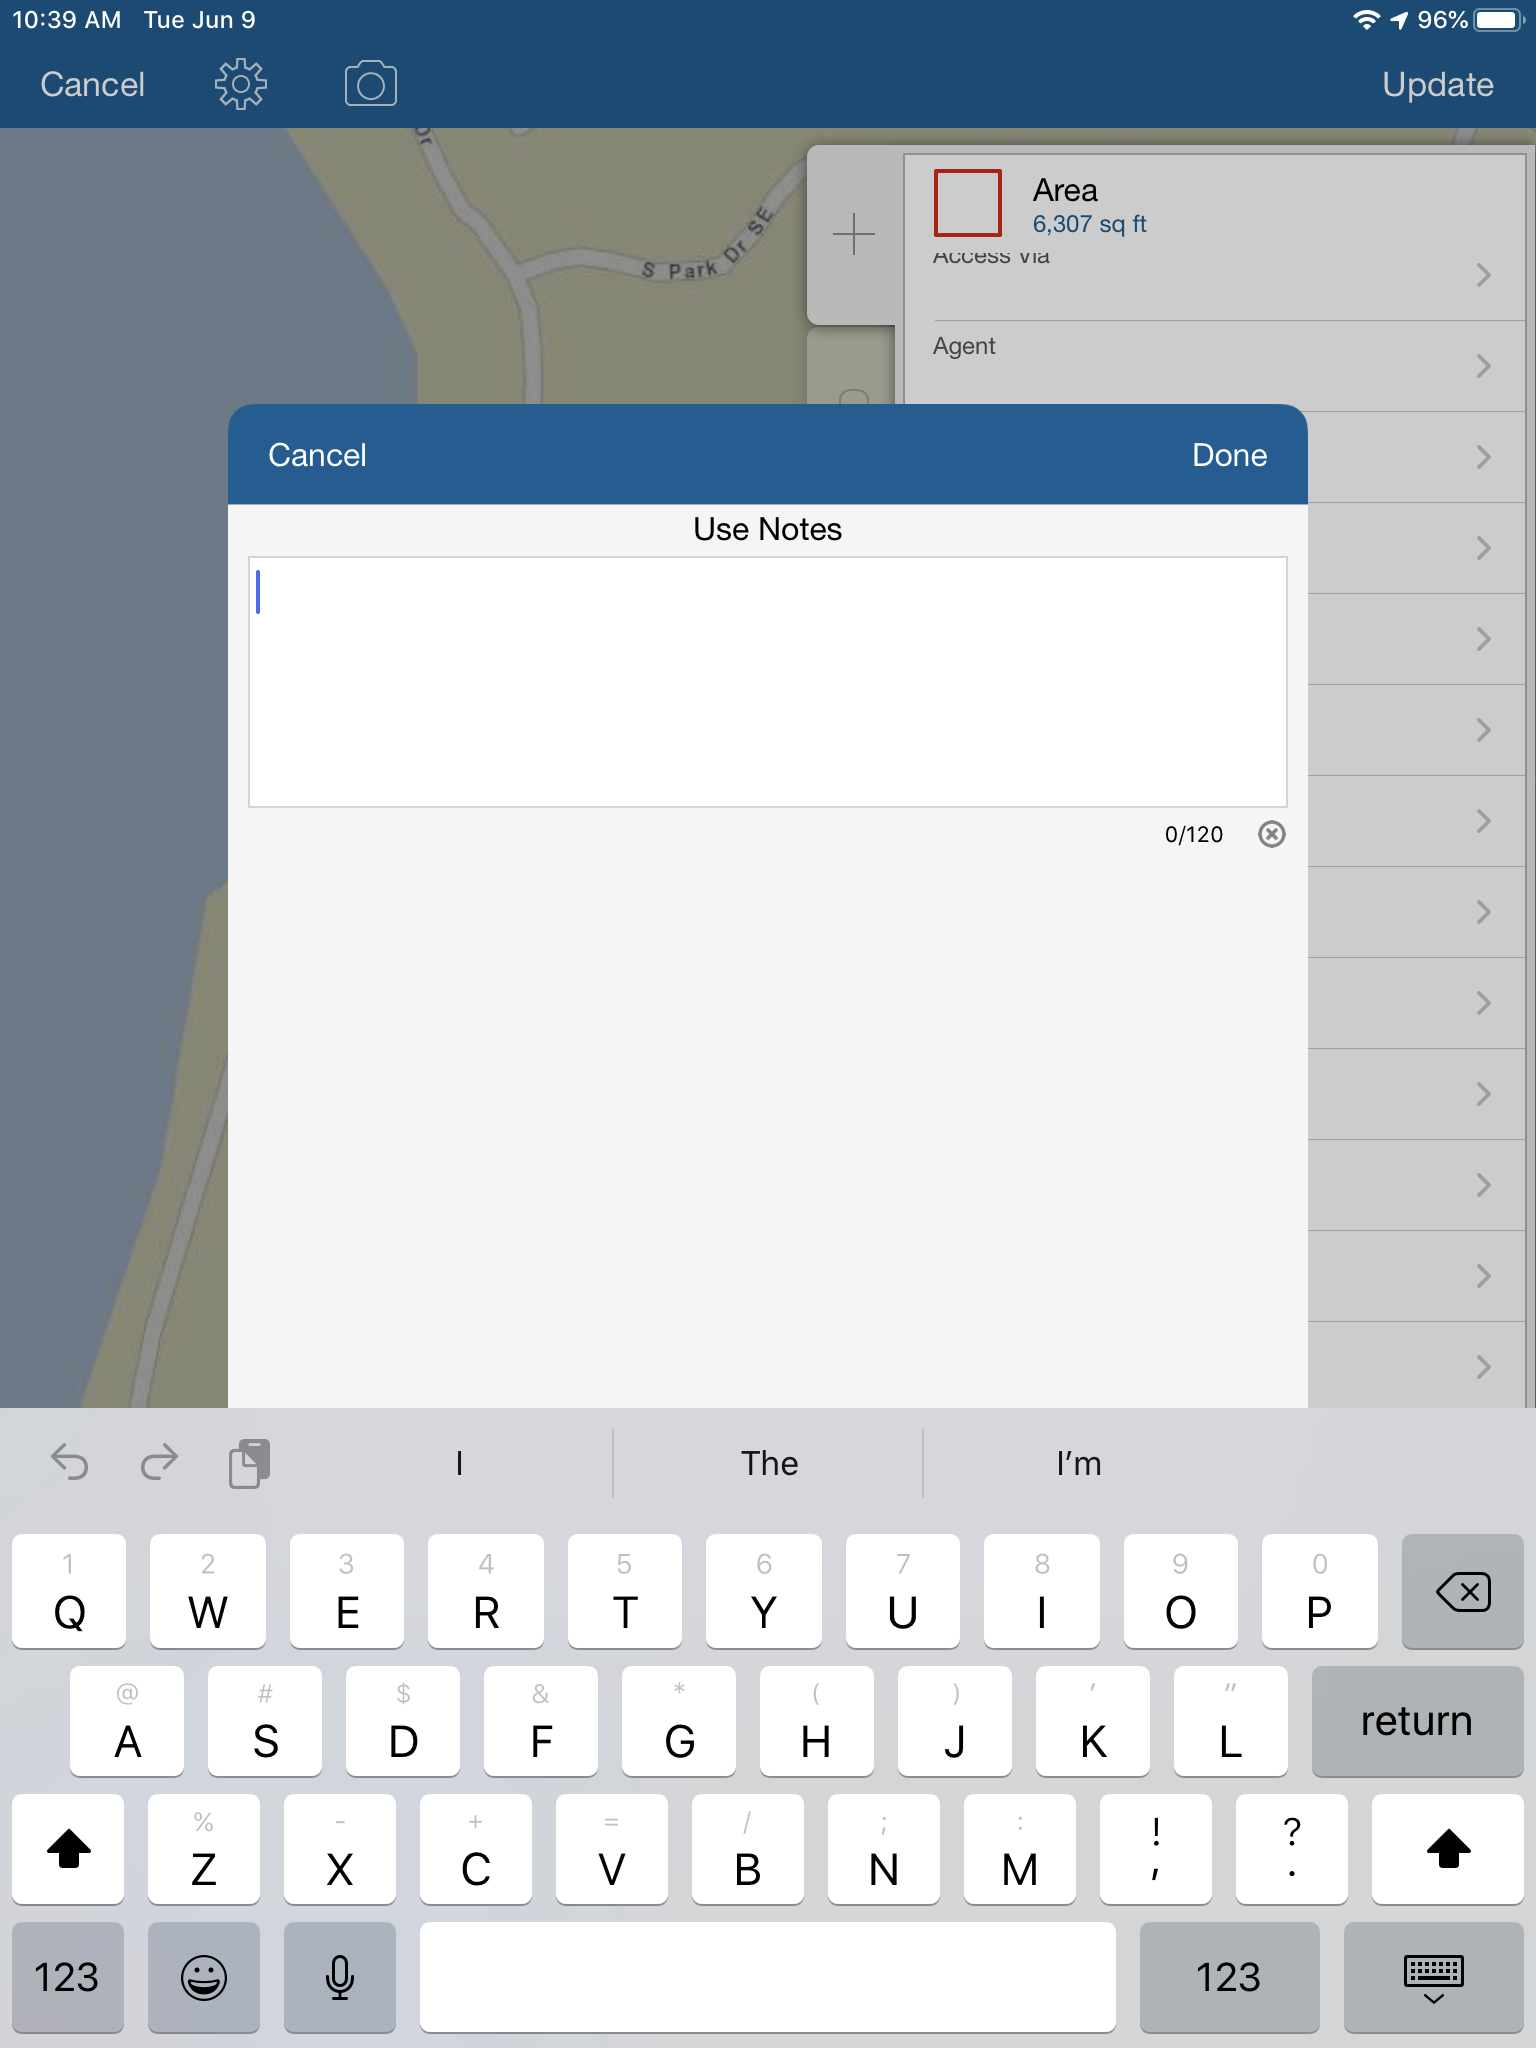 10:39 AM Tue Jun 9 96%
Cancel Update
Dr
S Park Dr SE
Area
6,307 sq ft
Access Via
Agent
Cancel Done
Use Notes
0/120
I The I’m
1 2 3 4 5 6 7 8 9 0
Q W E R T Y U I O P
@ # $ & * ( ) ' "
A S D F G H J K L return
% - + = / ; : ! ?
Z X C V B N M , .
123 123